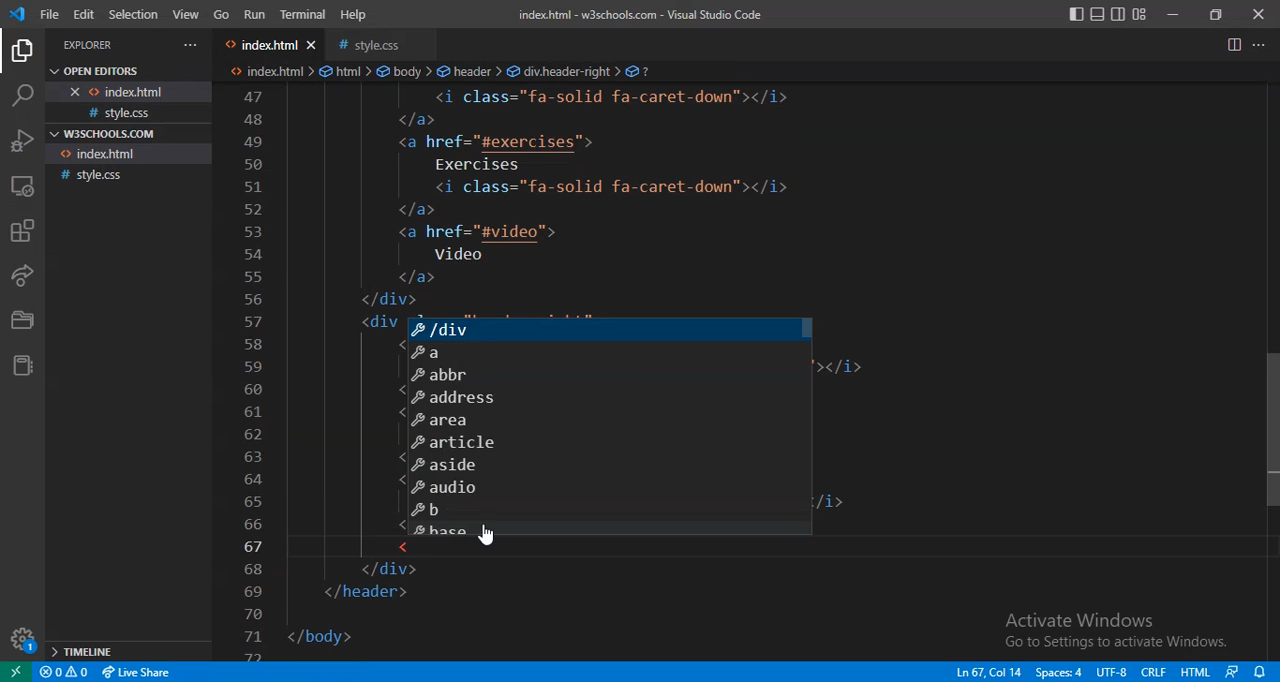 File Edit Selection View Go Run Terminal Help index.html - w3schools.com - Visual Studio Code
EXPLORER ··· <> index.html × # style.css ···
OPEN EDITORS <> index.html > html > body > header > div.header-right > ?
× <> index.html
# style.css
W3SCHOOLS.COM
<> index.html
# style.css
TIMELINE
47 <i class="fa-solid fa-caret-down"></i>
48 </a>
49 <a href="#exercises">
50 Exercises
51 <i class="fa-solid fa-caret-down"></i>
52 </a>
53 <a href="#video">
54 Video
55 </a>
56 </div>
57 <div
58 <
59 "></i>
60 <
61 <
62
63 <
64 <
65 /i>
66 <
67 <
68 </div>
69 </header>
70
71 </body>
72
/div
a
abbr
address
area
article
aside
audio
b
base
Activate Windows
Go to Settings to activate Windows.
1
0 0 Live Share Ln 67, Col 14 Spaces: 4 UTF-8 CRLF HTML